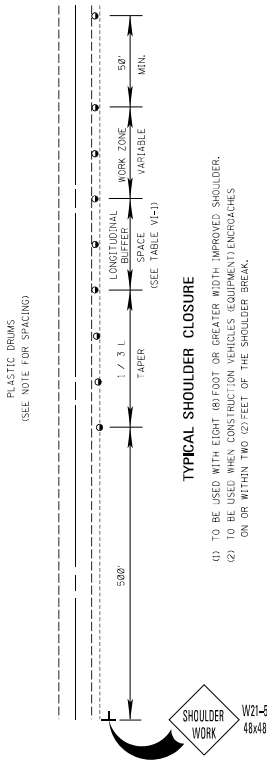 PLASTIC DRUMS
(SEE NOTE FOR SPACING)
500'
1 / 3 L
TAPER
LONGITUDINAL
BUFFER
SPACE
(SEE TABLE VI-1)
WORK ZONE
VARIABLE
50'
MIN.
TYPICAL SHOULDER CLOSURE
(1) TO BE USED WITH EIGHT (8) FOOT OR GREATER WIDTH IMPROVED SHOULDER.
(2) TO BE USED WHEN CONSTRUCTION VEHICLES (EQUIPMENT) ENCROACHES
ON OR WITHIN TWO (2) FEET OF THE SHOULDER BREAK.
SHOULDER
WORK
W21-5
48x48